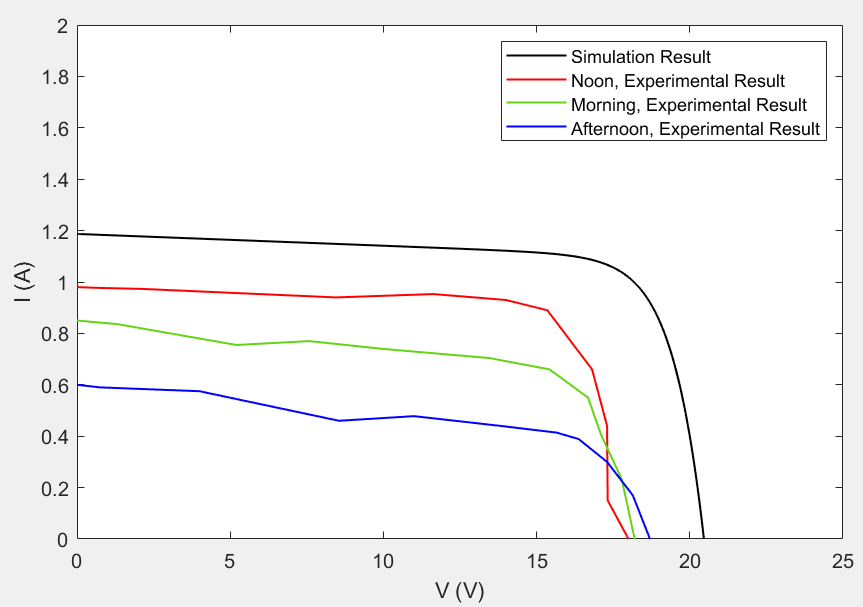 2
1.8
1.6
1.4
1.2
1
0.8
0.6
0.4
0.2
0
I (A)
Simulation Result
Noon, Experimental Result
Morning, Experimental Result
Afternoon, Experimental Result
0 5 10 15 20 25
V (V)